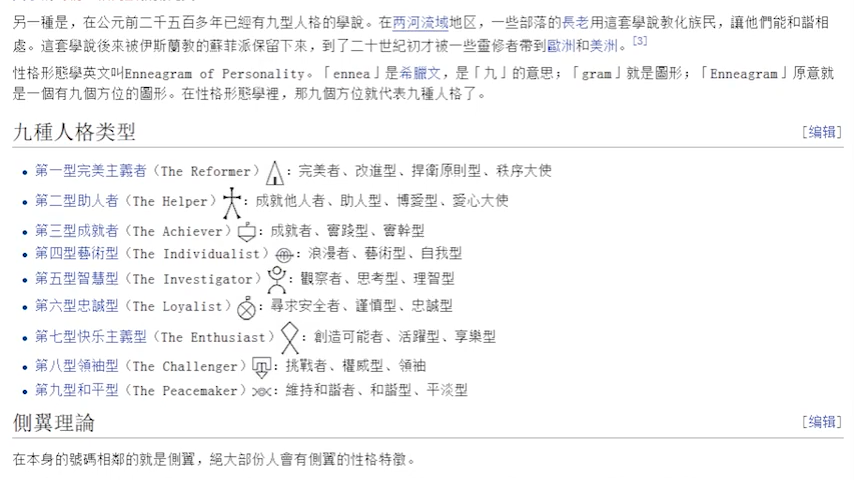 另一種是，在公元前二千五百多年已經有九型人格的學說。在两河流域地区，一些部落的長老用這套學說教化族民，讓他們能和諧相
處。這套學說後來被伊斯蘭教的蘇菲派保留下來，到了二十世紀初才被一些靈修者帶到歐洲和美洲。[3]
性格形態學英文叫Enneagram of Personality。「ennea」是希臘文，是「九」的意思；「gram」就是圖形；「Enneagram」原意就
是一個有九個方位的圖形。在性格形態學裡，那九個方位就代表九種人格了。
九種人格类型 [编辑]
第一型完美主義者（The Reformer）：完美者、改進型、捍衛原則型、秩序大使
第二型助人者（The Helper）：成就他人者、助人型、博愛型、愛心大使
第三型成就者（The Achiever）：成就者、實踐型、實幹型
第四型藝術型（The Individualist）：浪漫者、藝術型、自我型
第五型智慧型（The Investigator）：觀察者、思考型、理智型
第六型忠誠型（The Loyalist）：尋求安全者、謹慎型、忠誠型
第七型快乐主義型（The Enthusiast）：創造可能者、活躍型、享樂型
第八型領袖型（The Challenger）：挑戰者、權威型、領袖
第九型和平型（The Peacemaker）：維持和諧者、和諧型、平淡型
側翼理論 [编辑]
在本身的號碼相鄰的就是側翼，絕大部份人會有側翼的性格特徵。